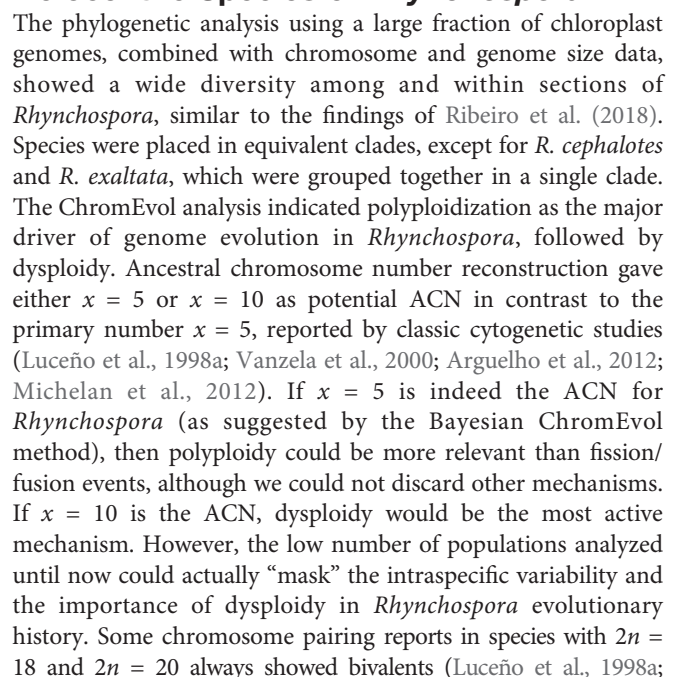 The phylogenetic analysis using a large fraction of chloroplast
genomes, combined with chromosome and genome size data,
showed a wide diversity among and within sections of
Rhynchospora, similar to the findings of Ribeiro et al. (2018).
Species were placed in equivalent clades, except for R. cephalotes
and R. exaltata, which were grouped together in a single clade.
The ChromEvol analysis indicated polyploidization as the major
driver of genome evolution in Rhynchospora, followed by
dysploidy. Ancestral chromosome number reconstruction gave
either x = 5 or x = 10 as potential ACN in contrast to the
primary number x = 5, reported by classic cytogenetic studies
(Luceño et al., 1998a; Vanzela et al., 2000; Arguelho et al., 2012;
Michelan et al., 2012). If x = 5 is indeed the ACN for
Rhynchospora (as suggested by the Bayesian ChromEvol
method), then polyploidy could be more relevant than fission/
fusion events, although we could not discard other mechanisms.
If x = 10 is the ACN, dysploidy would be the most active
mechanism. However, the low number of populations analyzed
until now could actually “mask” the intraspecific variability and
the importance of dysploidy in Rhynchospora evolutionary
history. Some chromosome pairing reports in species with 2n =
18 and 2n = 20 always showed bivalents (Luceño et al., 1998a;